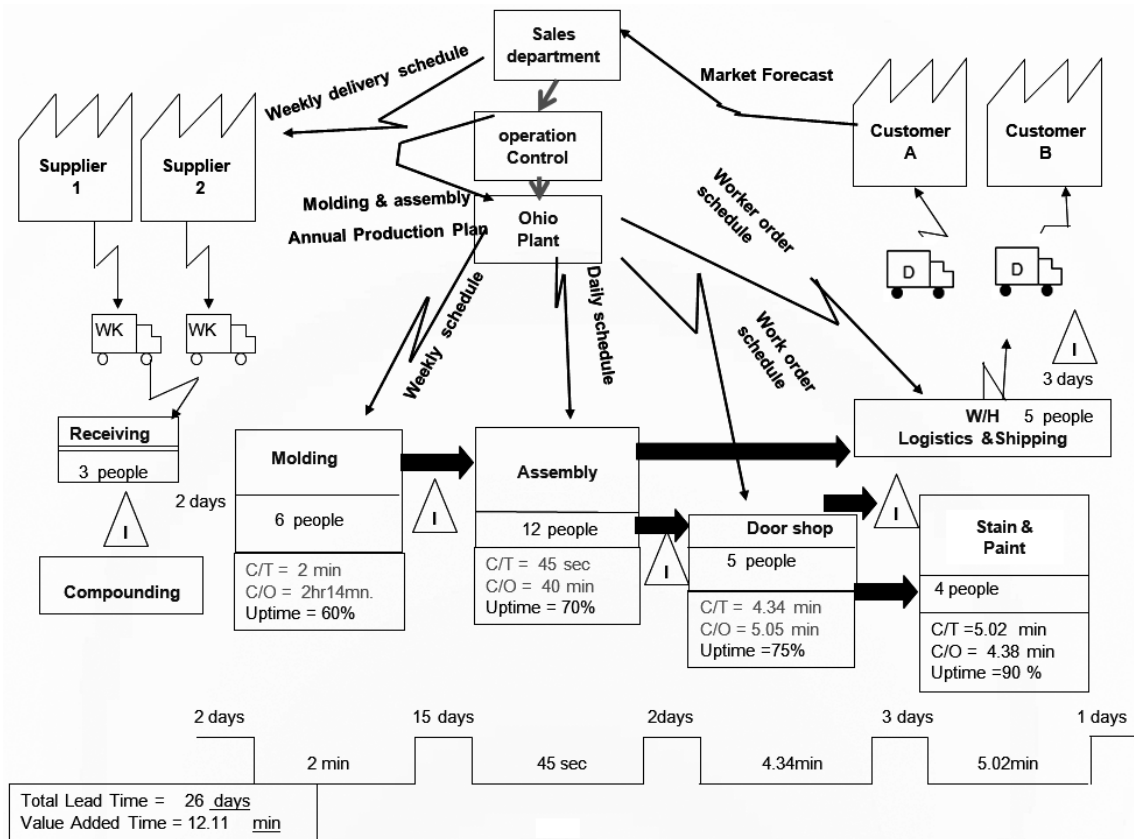 Sales
department
Weekly delivery schedule
Market Forecast
Supplier
1
Supplier
2
operation
Control
Customer
A
Customer
B
Molding & assembly
Annual Production Plan
Ohio
Plant
Worker order
schedule
D
D
WK
WK
Weekly schedule
Daily schedule
Work order
schedule
I
3 days
Receiving
3 people
W/H 5 people
Logistics &Shipping
2 days
I
Molding
6 people
C/T = 2 min
C/O = 2hr14mn.
Uptime = 60%
I
Assembly
12 people
C/T = 45 sec
C/O = 40 min
Uptime = 70%
I
Door shop
5 people
C/T = 4.34 min
C/O = 5.05 min
Uptime =75%
I
Stain &
Paint
4 people
C/T =5.02 min
C/O = 4.38 min
Uptime =90 %
Compounding
2 days
15 days
2days
3 days
1 days
2 min
45 sec
4.34min
5.02min
Total Lead Time = 26 days
Value Added Time = 12.11 min